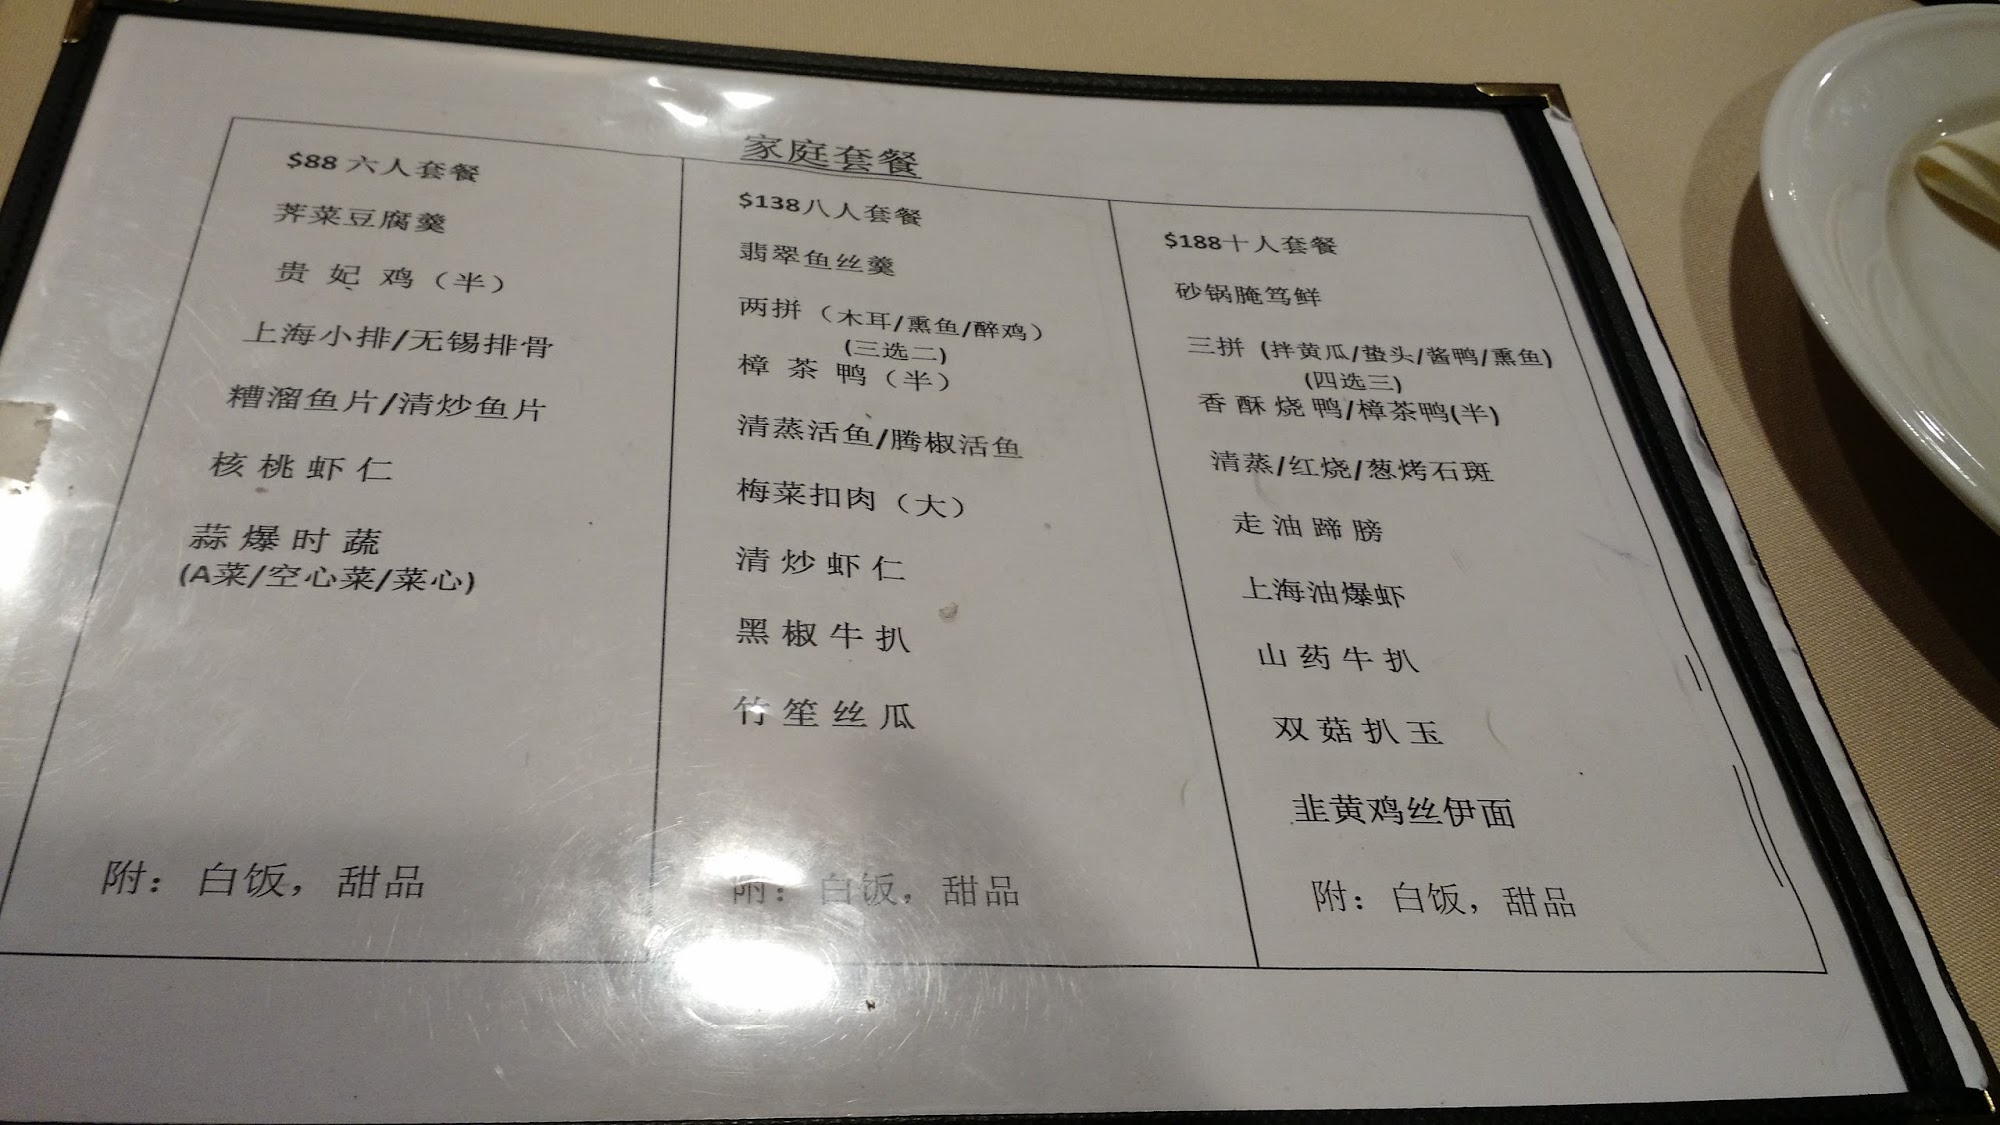 家庭套餐
$88 六人套餐
荠菜豆腐羹
贵妃鸡（半）
上海小排/无锡排骨
糟溜鱼片/清炒鱼片
核桃虾仁
蒜爆时蔬
(A菜/空心菜/菜心)
附：白饭，甜品
$138八人套餐
翡翠鱼丝羹
两拼（木耳/熏鱼/醉鸡）
(三选二)
樟茶鸭（半）
清蒸活鱼/腾椒活鱼
梅菜扣肉（大）
清炒虾仁
黑椒牛扒
竹笙丝瓜
附：白饭，甜品
$188十人套餐
砂锅腌笃鲜
三拼 (拌黄瓜/蛰头/酱鸭/熏鱼)
(四选三)
香酥烧鸭/樟茶鸭(半)
清蒸/红烧/葱烤石斑
走油蹄膀
上海油爆虾
山药牛扒
双菇扒玉
韭黄鸡丝伊面
附：白饭，甜品